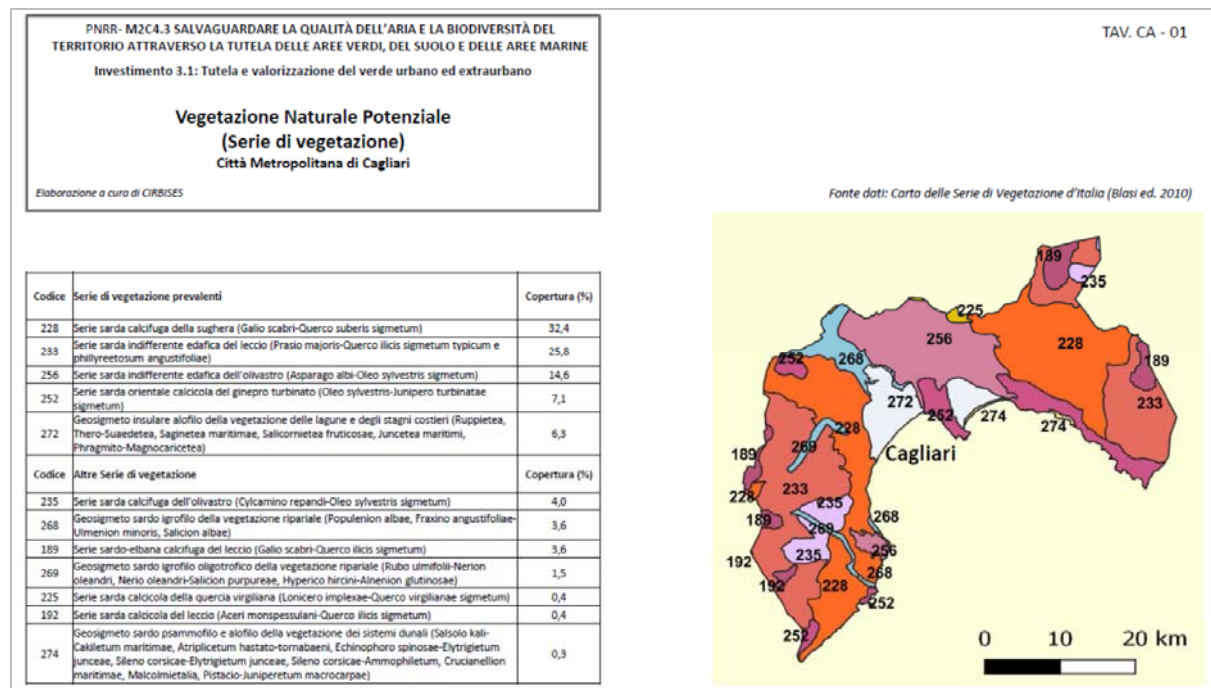 PNRR- M2C4.3 SALVAGUARDARE LA QUALITÀ DELL'ARIA E LA BIODIVERSITÀ DEL
TERRITORIO ATTRAVERSO LA TUTELA DELLE AREE VERDI, DEL SUOLO E DELLE AREE MARINE
Investimento 3.1: Tutela e valorizzazione del verde urbano ed extraurbano
Vegetazione Naturale Potenziale
(Serie di vegetazione)
Città Metropolitana di Cagliari
Elaborazione a cura di CIRBISES
TAV. CA - 01
Fonte dati: Carta delle Serie di Vegetazione d'Italia (Blasi ed. 2010)
Codice Serie di vegetazione prevalenti Copertura (%)
228 Serie sarda calcifuga della sughera (Galio scabri-Querco suberis sigmetum) 32,4
233 Serie sarda indifferente edafica del leccio (Prasio majoris-Querco ilicis sigmetum typicum e
phillyreetosum angustifoliae) 25,8
256 Serie sarda indifferente edafica dell'olivastro (Asparago albi-Oleo sylvestris sigmetum) 14,6
252 Serie sarda orientale calcicola del ginepro turbinato (Oleo sylvestris-Junipero turbinatae
sigmetum) 7,1
272 Geosigmeto insulare alofilo della vegetazione delle lagune e degli stagni costieri (Ruppietea,
Thero-Suaedetea, Saginetea maritimae, Salicornietea fruticosae, Juncetea maritimi,
Phragmito-Magnocaricetea) 6,3
Codice Altre Serie di vegetazione Copertura (%)
235 Serie sarda calcifuga dell'olivastro (Cylcamino repandi-Oleo sylvestris sigmetum) 4,0
268 Geosigmeto sardo igrofilo della vegetazione ripariale (Populenion albae, Fraxino angustifoliae-
Ulmenion minoris, Salicion albae) 3,6
189 Serie sardo-elbana calcifuga del leccio (Galio scabri-Querco ilicis sigmetum) 3,6
269 Geosigmeto sardo igrofilo oligotrofico della vegetazione ripariale (Rubo ulmifolii-Nerion
oleandri, Nerio oleandri-Salicion purpureae, Hyperico hircini-Alnenion glutinosae) 1,5
225 Serie sarda calcicola della quercia virgiliana (Lonicero implexae-Querco virgilianae sigmetum) 0,4
192 Serie sarda calcicola del leccio (Aceri monspessulani-Querco ilicis sigmetum) 0,4
274 Geosigmeto sardo psammofilo e alofilo della vegetazione dei sistemi dunali (Salsolo kali-
Cakiletum maritimae, Atriplicetum hastato-tornabaeni, Echinophoro spinosae-Elytrigietum
junceae, Sileno corsicae-Elytrigietum junceae, Sileno corsicae-Ammophiletum, Crucianellion
maritimae, Malcolmietalia, Pistacio-Juniperetum macrocarpae) 0,3
189
235
225
256
228
252
268
189
272
252
274
233
274
228
Cagliari
269
189
233
228
235
189
269
268
192
235
256
192
228
268
252
252
0 10 20 km